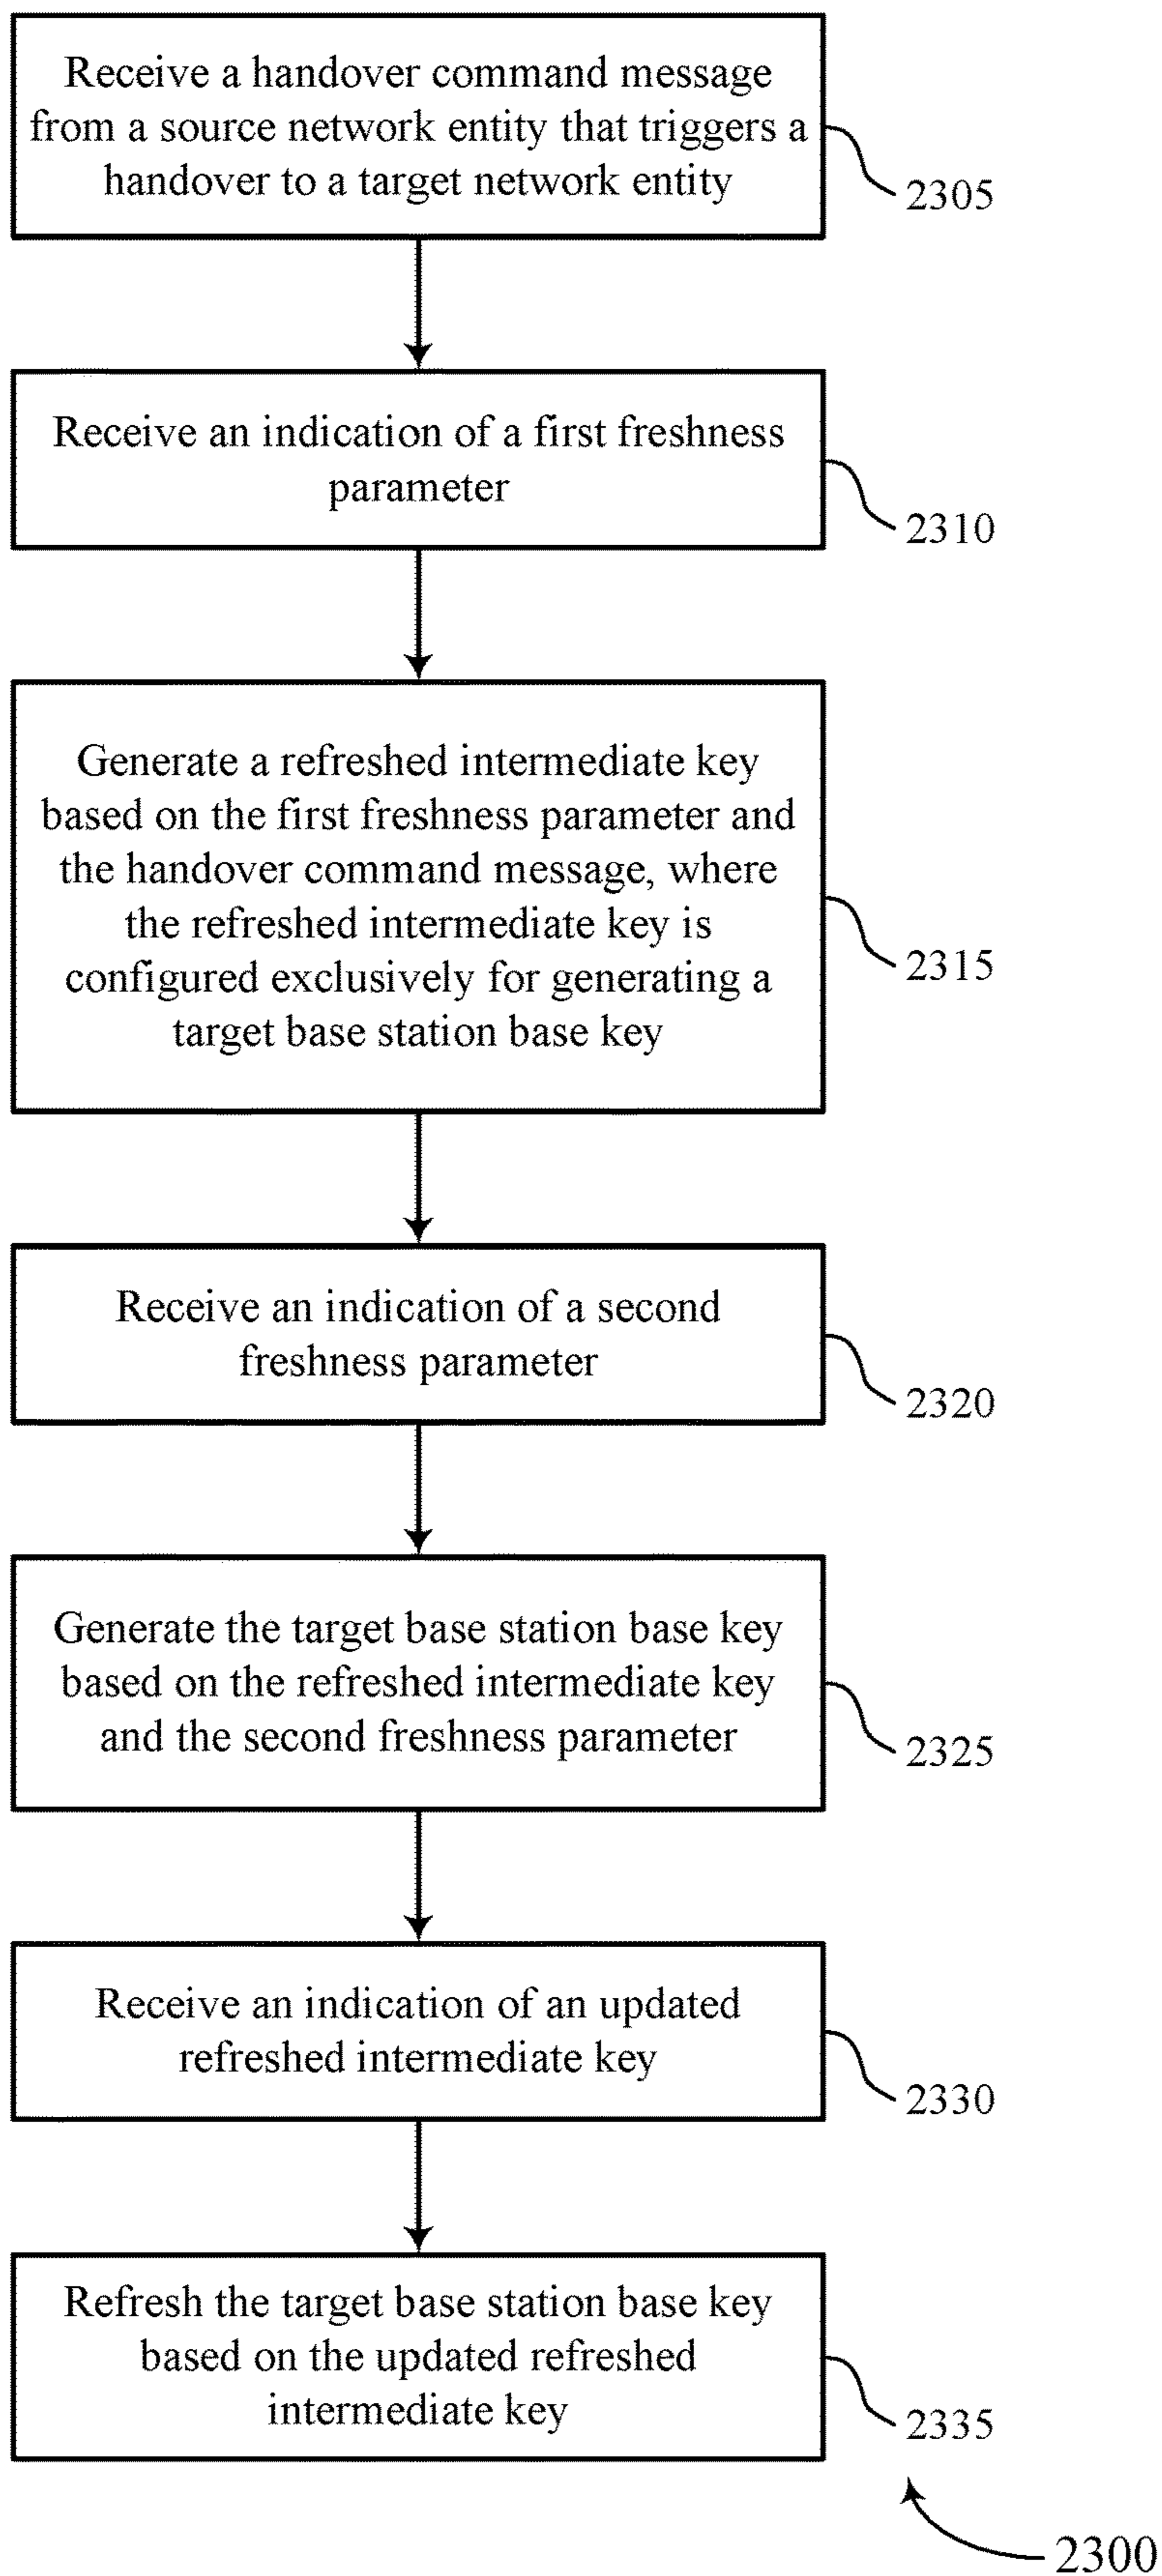 Receive a handover command message
from a source network entity that triggers a
handover to a target network entity
2305
Receive an indication of a first freshness
parameter
2310
Generate a refreshed intermediate key
based on the first freshness parameter and
the handover command message, where
the refreshed intermediate key is
configured exclusively for generating a
target base station base key
2315
Receive an indication of a second
freshness parameter
2320
Generate the target base station base key
based on the refreshed intermediate key
and the second freshness parameter
2325
Receive an indication of an updated
refreshed intermediate key
2330
Refresh the target base station base key
based on the updated refreshed
intermediate key
2335
2300